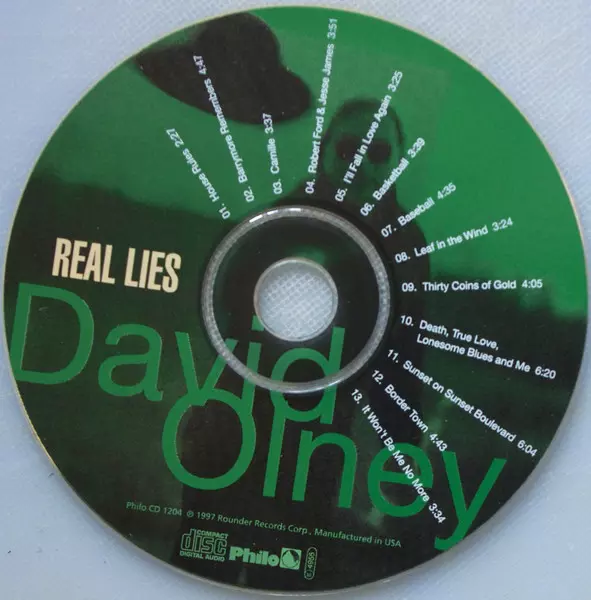 01. House Rules 2:27
02. Barrymore Remembers 4:47
03. Camille 3:37
04. Robert Ford & Jesse James 3:51
05. I'll Fall in Love Again 3:25
06. Basketball 3:39
07. Baseball 4:35
08. Leaf in the Wind 3:24
09. Thirty Coins of Gold 4:05
10. Death, True Love,
Lonesome Blues and Me 6:20
11. Sunset on Sunset Boulevard 6:04
12. Border Town 4:43
13. It Won't Be Me No More 3:34
REAL LIES
David
Olney
Philo CD 1204 ℗ 1997 Rounder Records Corp., Manufactured in USA
COMPACT
disc
DIGITAL AUDIO
Philo